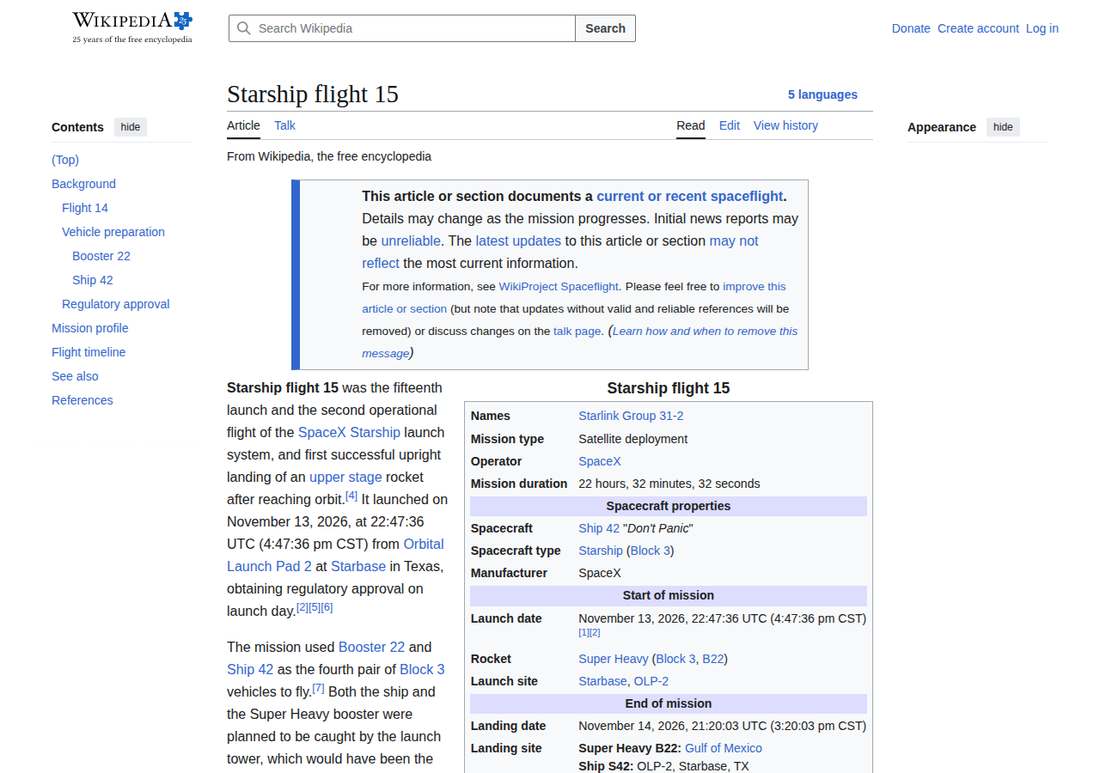 WIKIPEDIA
25 years of the free encyclopedia
Search Wikipedia
Search
Donate Create account Log in
Contents hide
(Top)
Background
Flight 14
Vehicle preparation
Booster 22
Ship 42
Regulatory approval
Mission profile
Flight timeline
See also
References
Starship flight 15
5 languages
Article Talk
Read Edit View history
From Wikipedia, the free encyclopedia
Appearance hide
This article or section documents a current or recent spaceflight.
Details may change as the mission progresses. Initial news reports may
be unreliable. The latest updates to this article or section may not
reflect the most current information.
For more information, see WikiProject Spaceflight. Please feel free to improve this
article or section (but note that updates without valid and reliable references will be
removed) or discuss changes on the talk page. (Learn how and when to remove this
message)
Starship flight 15 was the fifteenth
launch and the second operational
flight of the SpaceX Starship launch
system, and first successful upright
landing of an upper stage rocket
after reaching orbit.[4] It launched on
November 13, 2026, at 22:47:36
UTC (4:47:36 pm CST) from Orbital
Launch Pad 2 at Starbase in Texas,
obtaining regulatory approval on
launch day.[2][5][6]
The mission used Booster 22 and
Ship 42 as the fourth pair of Block 3
vehicles to fly.[7] Both the ship and
the Super Heavy booster were
planned to be caught by the launch
tower, which would have been the
Starship flight 15
Names Starlink Group 31-2
Mission type Satellite deployment
Operator SpaceX
Mission duration 22 hours, 32 minutes, 32 seconds
Spacecraft properties
Spacecraft Ship 42 "Don't Panic"
Spacecraft type Starship (Block 3)
Manufacturer SpaceX
Start of mission
Launch date November 13, 2026, 22:47:36 UTC (4:47:36 pm CST)
[1][2]
Rocket Super Heavy (Block 3, B22)
Launch site Starbase, OLP-2
End of mission
Landing date November 14, 2026, 21:20:03 UTC (3:20:03 pm CST)
Landing site Super Heavy B22: Gulf of Mexico
Ship S42: OLP-2, Starbase, TX